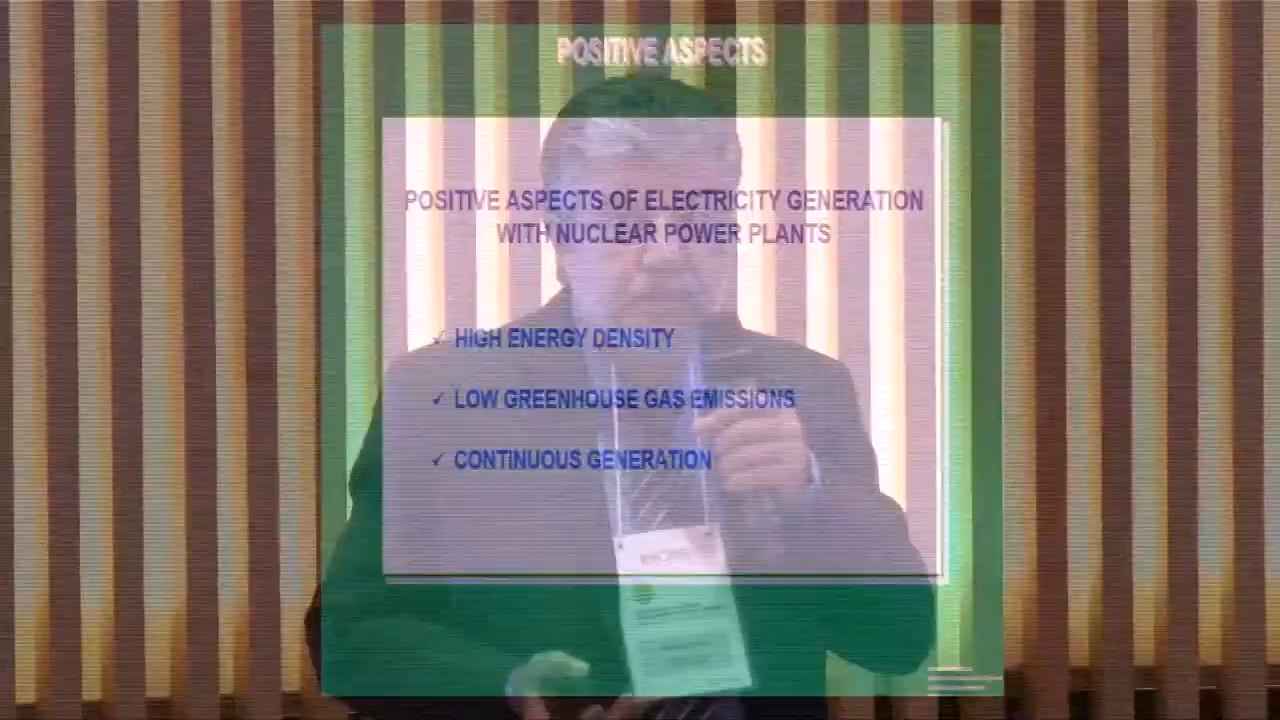 POSITIVE ASPECTS
POSITIVE ASPECTS OF ELECTRICITY GENERATION
WITH NUCLEAR POWER PLANTS
✓ HIGH ENERGY DENSITY
✓ LOW GREENHOUSE GAS EMISSIONS
✓ CONTINUOUS GENERATION